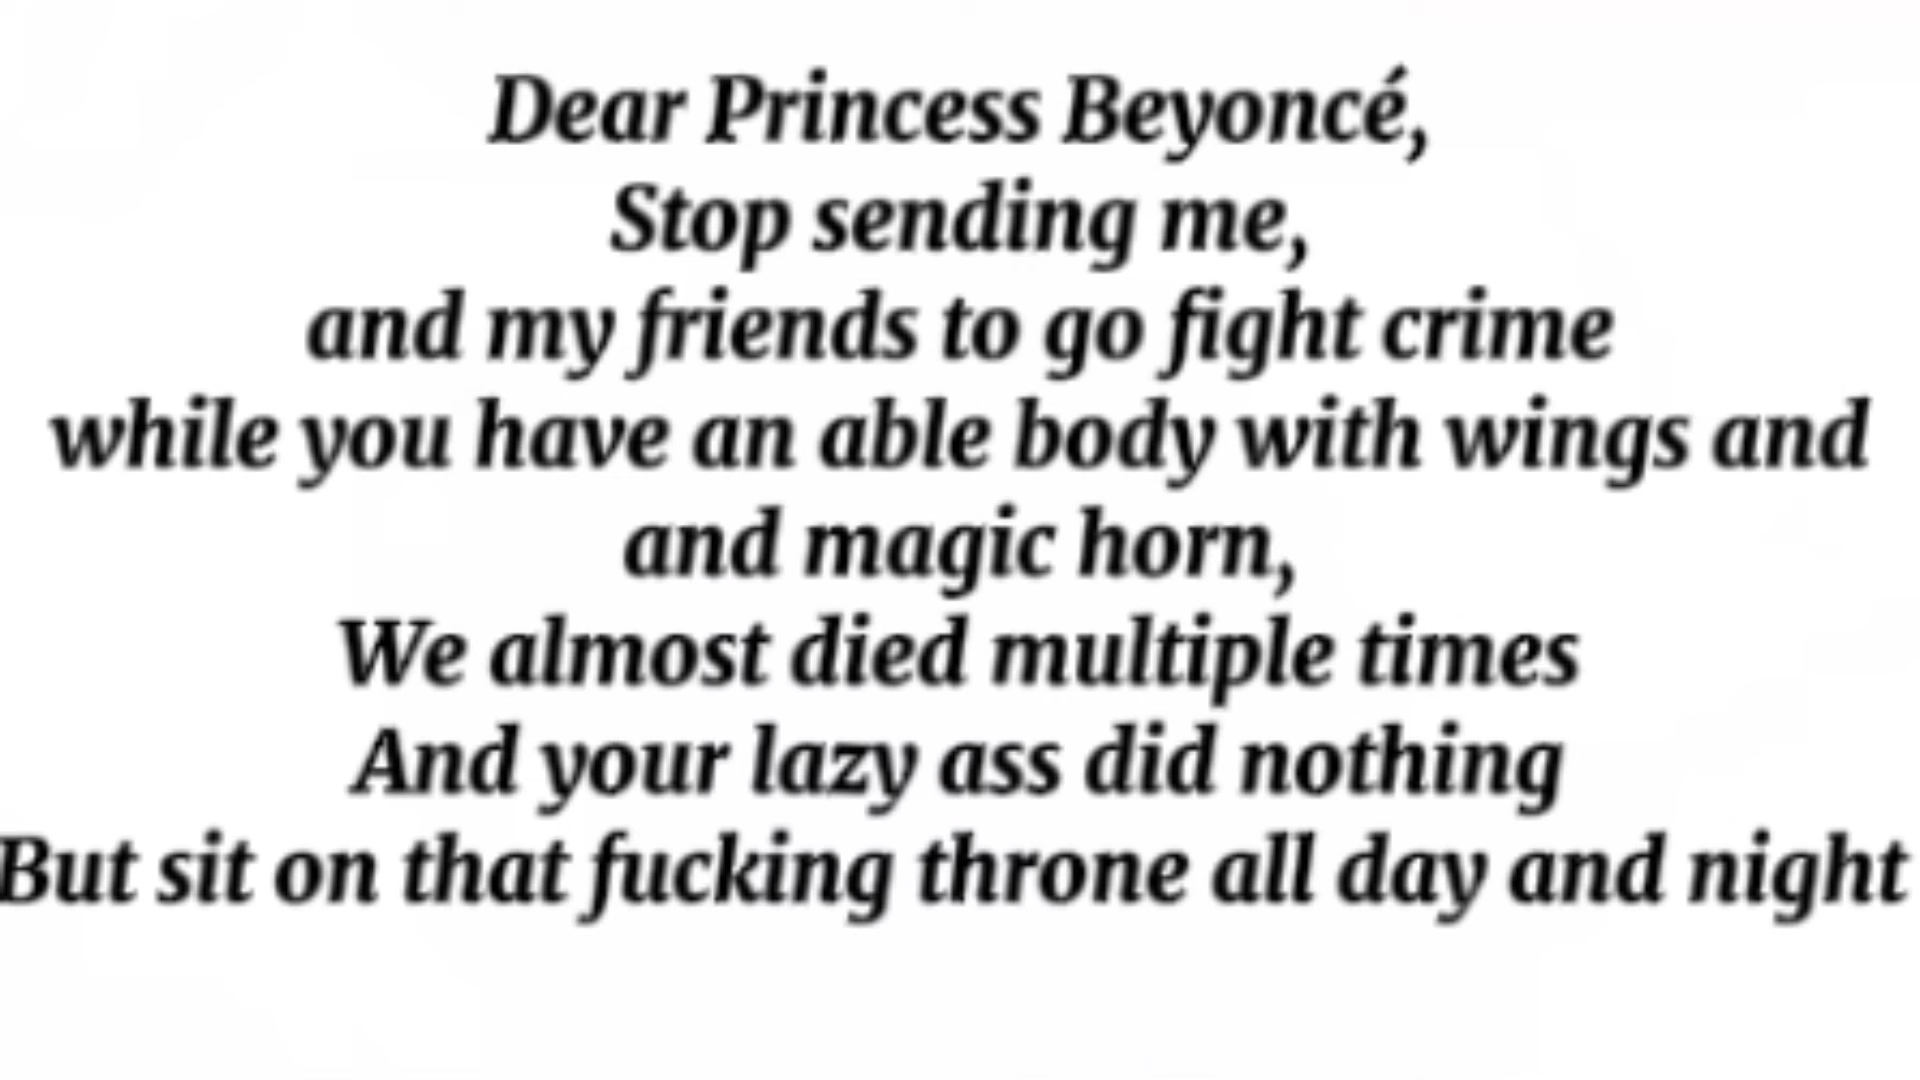 Dear Princess Beyoncé,
Stop sending me,
and my friends to go fight crime
while you have an able body with wings and
and magic horn,
We almost died multiple times
And your lazy ass did nothing
But sit on that fucking throne all day and night